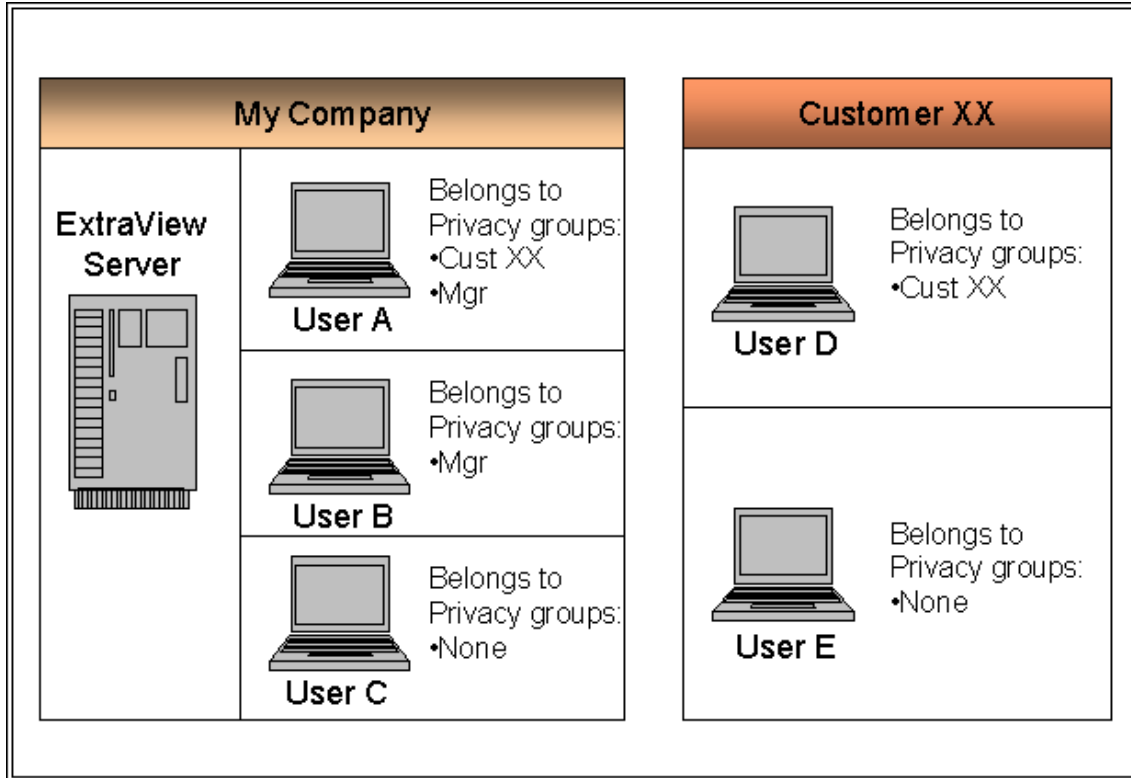 My Company
ExtraView
Server
Belongs to
Privacy groups:
•Cust XX
•Mgr
User A
Belongs to
Privacy groups:
•Mgr
User B
Belongs to
Privacy groups:
•None
User C
Customer XX
Belongs to
Privacy groups:
•Cust XX
User D
Belongs to
Privacy groups:
•None
User E